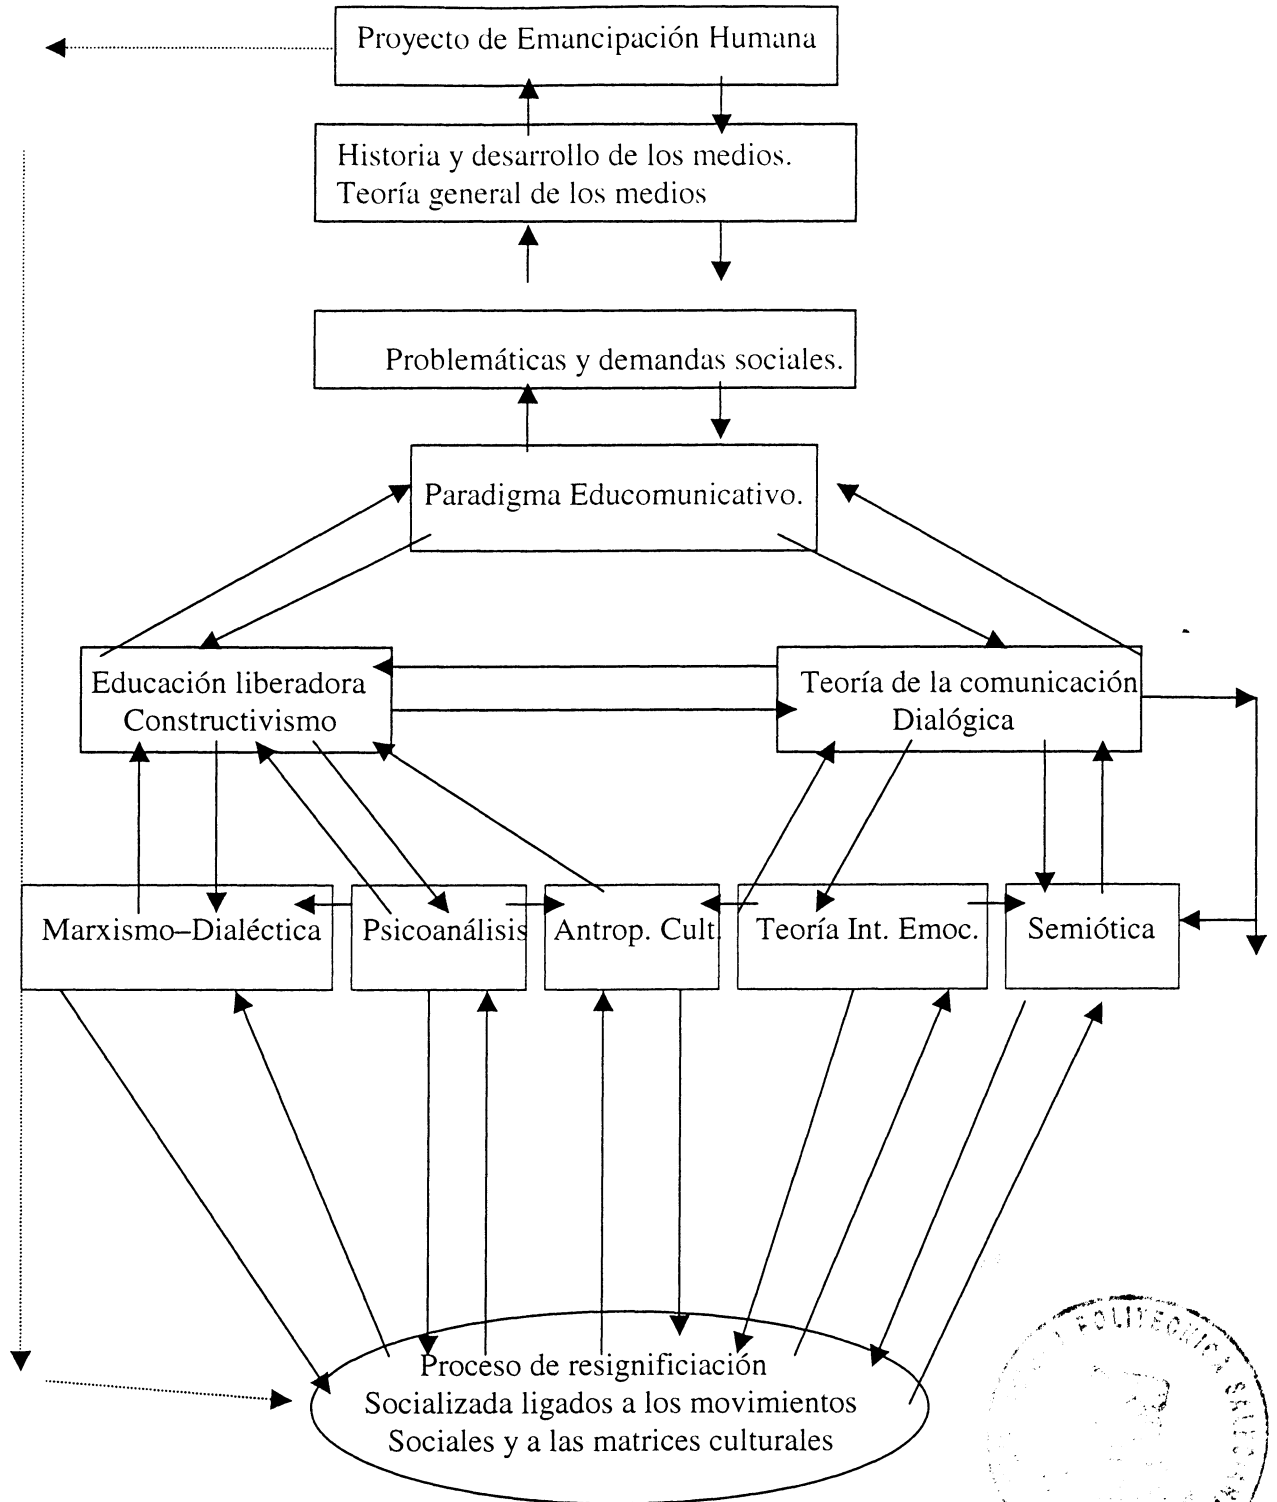 Proyecto de Emancipación Humana
Historia y desarrollo de los medios.
Teoría general de los medios
Problemáticas y demandas sociales.
Paradigma Educomunicativo.
Educación liberadora
Constructivismo
Teoría de la comunicación
Dialógica
Marxismo–Dialéctica
Psicoanálisis
Antrop. Cult.
Teoría Int. Emoc.
Semiótica
Proceso de resignificiación
Socializada ligados a los movimientos
Sociales y a las matrices culturales
POLITECNICA